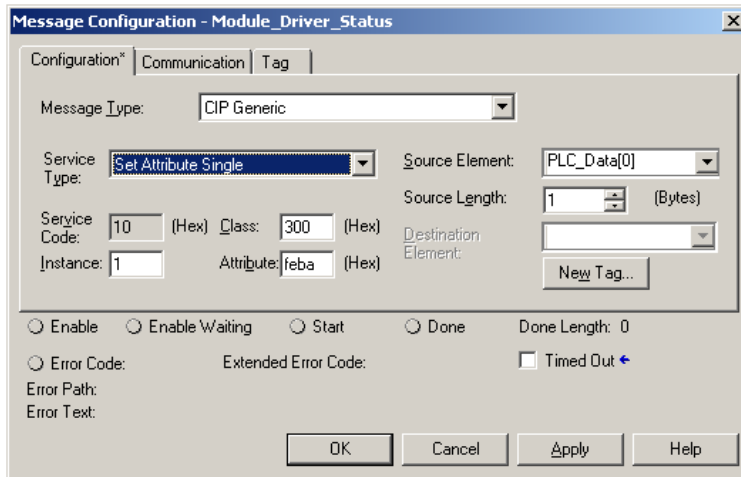 Message Configuration - Module_Driver_Status
Configuration* Communication Tag
Message Type: CIP Generic
Service Type: Set Attribute Single
Source Element: PLC_Data[0]
Source Length: 1 (Bytes)
Service Code: 10 (Hex) Class: 300 (Hex)
Destination Element:
Instance: 1 Attribute: feba (Hex)
New Tag...
Enable Enable Waiting Start Done Done Length: 0
Error Code: Extended Error Code: Timed Out
Error Path:
Error Text:
OK Cancel Apply Help